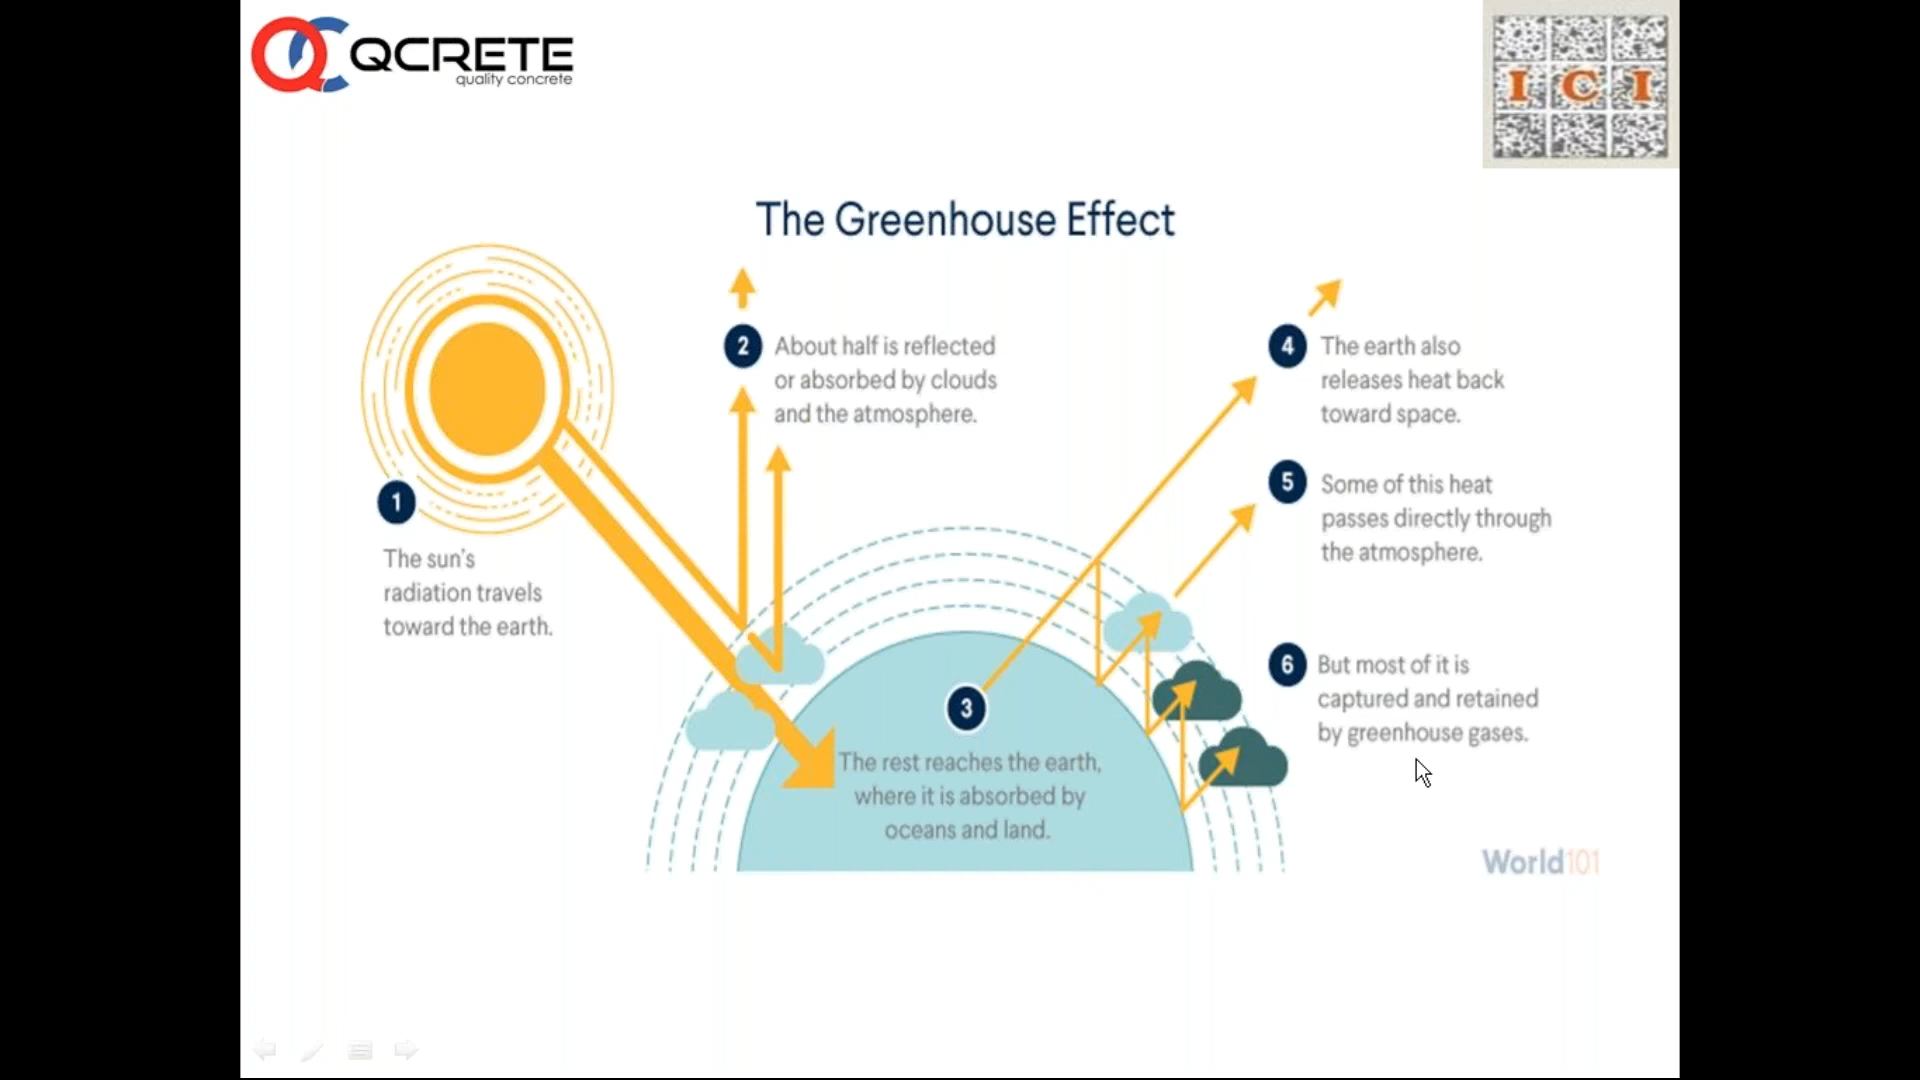 QCRETE
quality concrete
I C I
The Greenhouse Effect
1
The sun's
radiation travels
toward the earth.
2
About half is reflected
or absorbed by clouds
and the atmosphere.
3
The rest reaches the earth,
where it is absorbed by
oceans and land.
4
The earth also
releases heat back
toward space.
5
Some of this heat
passes directly through
the atmosphere.
6
But most of it is
captured and retained
by greenhouse gases.
World101